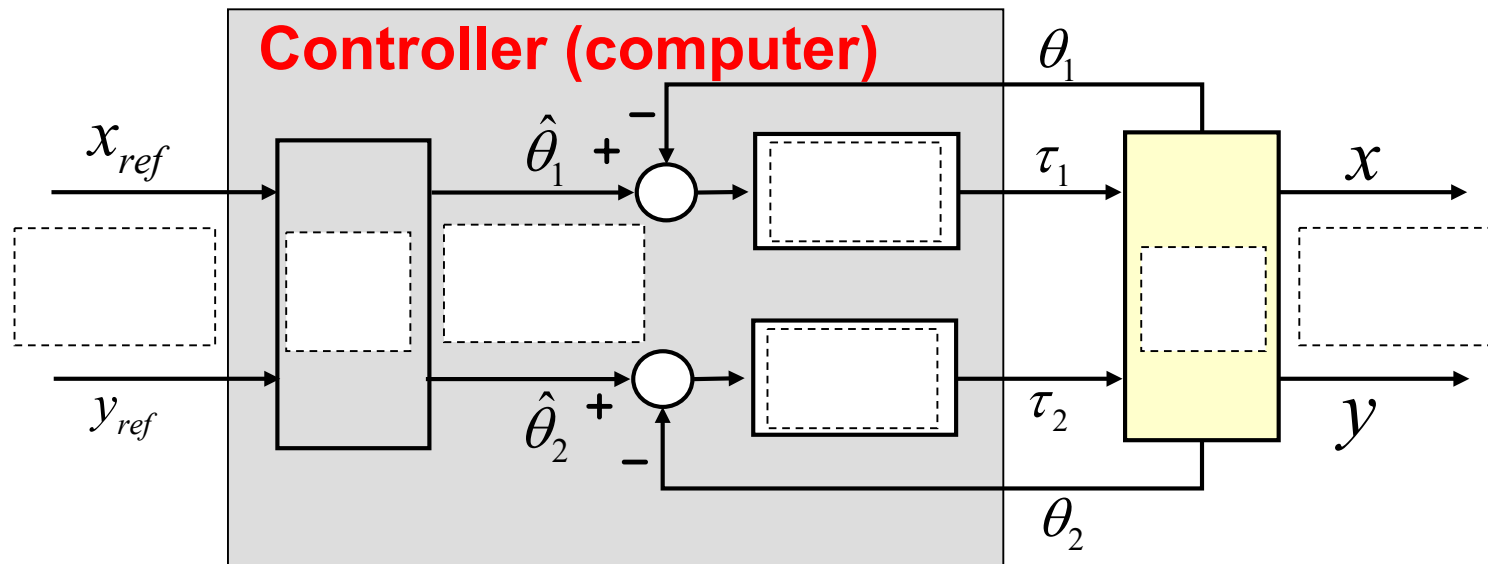 Controller (computer)
θ₁
−
x_ref
θ̂₁
+
τ₁
x
y_ref
θ̂₂
+
−
τ₂
y
θ₂